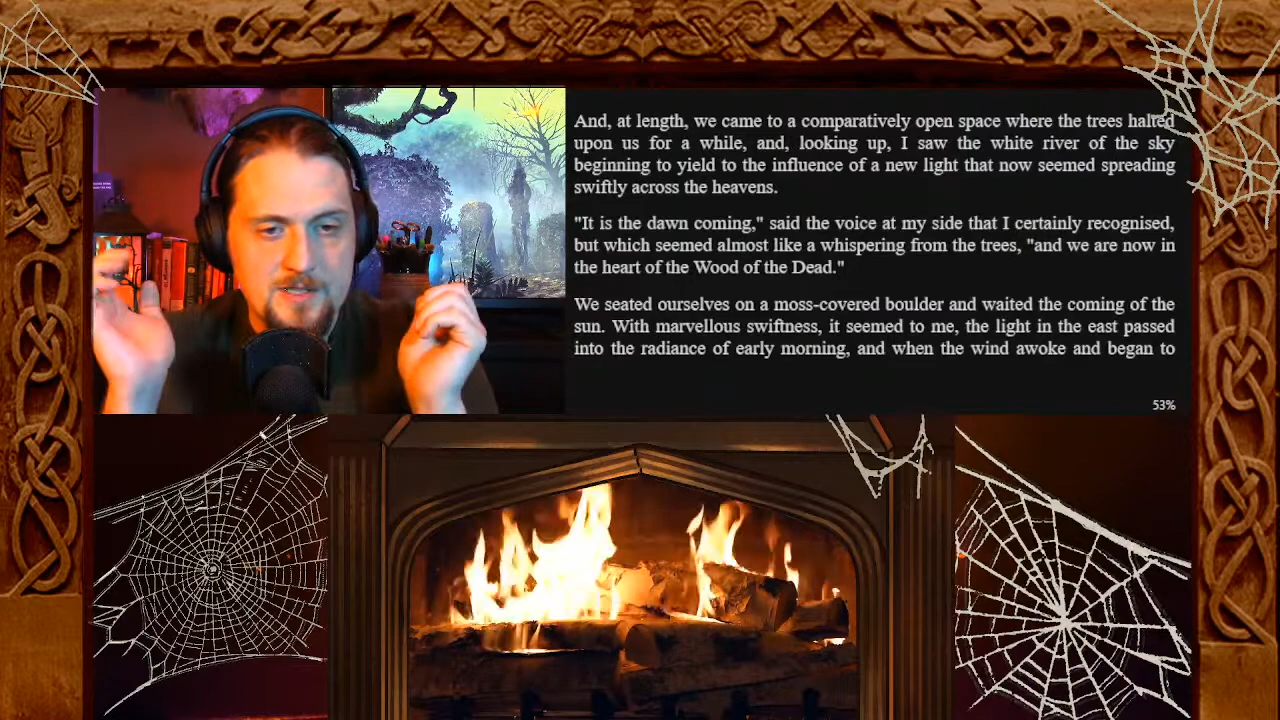 And, at length, we came to a comparatively open space where the trees halted
upon us for a while, and, looking up, I saw the white river of the sky
beginning to yield to the influence of a new light that now seemed spreading
swiftly across the heavens.
"It is the dawn coming," said the voice at my side that I certainly recognised,
but which seemed almost like a whispering from the trees, "and we are now in
the heart of the Wood of the Dead."
We seated ourselves on a moss-covered boulder and waited the coming of the
sun. With marvellous swiftness, it seemed to me, the light in the east passed
into the radiance of early morning, and when the wind awoke and began to
53%